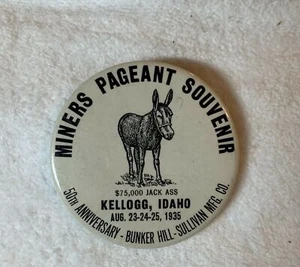 MINERS PAGEANT SOUVENIR
$75,000 JACK ASS
KELLOGG, IDAHO
AUG. 23-24-25, 1935
50TH ANNIVERSARY - BUNKER HILL - SULLIVAN MFG. CO.